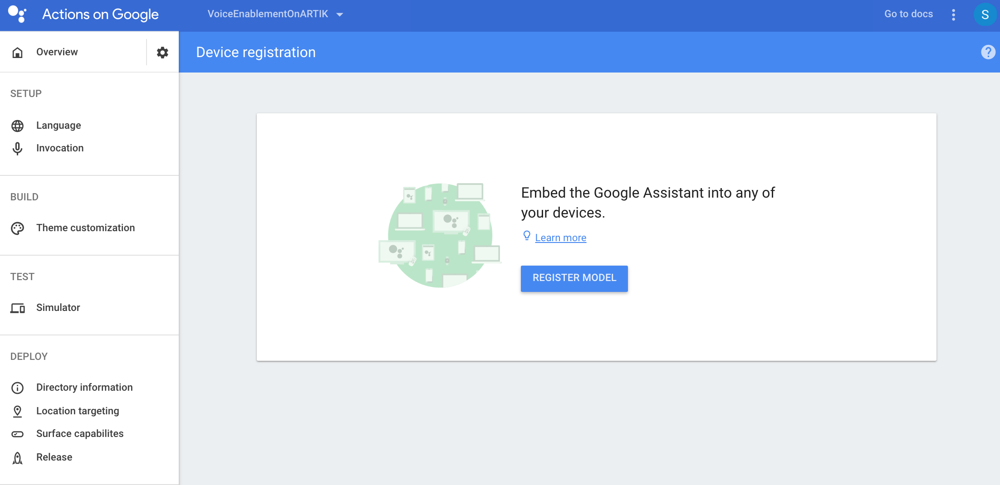 Actions on Google
VoiceEnablementOnARTIK
Go to docs
S
Overview
Device registration
?
SETUP
Language
Invocation
BUILD
Theme customization
TEST
Simulator
DEPLOY
Directory information
Location targeting
Surface capabilites
Release
Embed the Google Assistant into any of
your devices.
Learn more
REGISTER MODEL